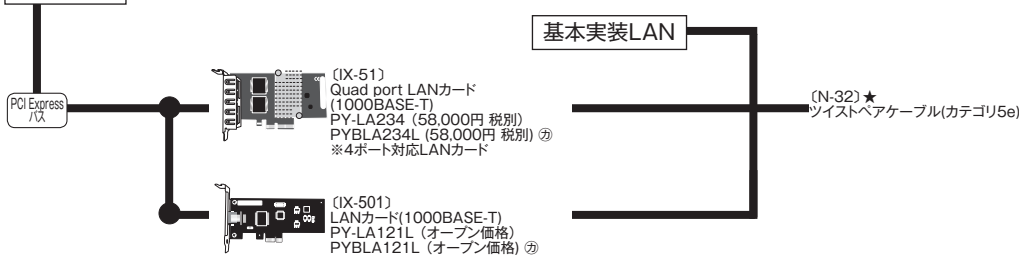 基本実装LAN
PCI Express
バス
〔IX-51〕
Quad port LANカード
(1000BASE-T)
PY-LA234（58,000円 税別）
PYBLA234L (58,000円 税別) ㋕
※4ポート対応LANカード
〔N-32〕★
ツイストペアケーブル(カテゴリ5e)
〔IX-501〕
LANカード(1000BASE-T)
PY-LA121L（オープン価格）
PYBLA121L（オープン価格) ㋕